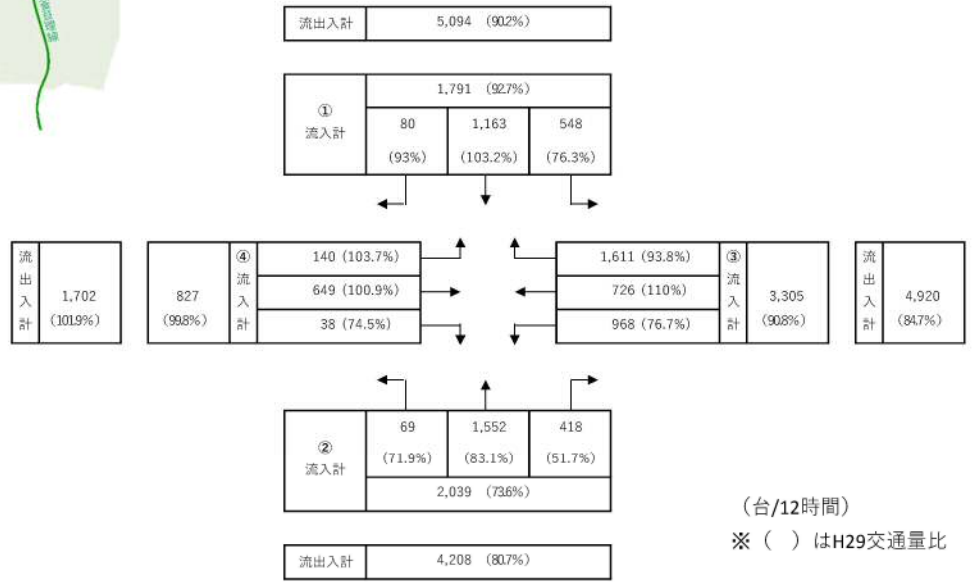 流出入計 5,094 (90.2%)
① 流入計 1,791 (92.7%)
80 1,163 548
(93%) (103.2%) (76.3%)
流出入計 1,702 (101.9%)
827 (99.8%) ④ 流入計
140 (103.7%)
649 (100.9%)
38 (74.5%)
1,611 (93.8%)
726 (110%)
968 (76.7%)
③ 流入計 3,305 (90.8%)
流出入計 4,920 (84.7%)
② 流入計
69 1,552 418
(71.9%) (83.1%) (51.7%)
2,039 (73.6%)
流出入計 4,208 (80.7%)
（台/12時間）
※（ ）はH29交通量比